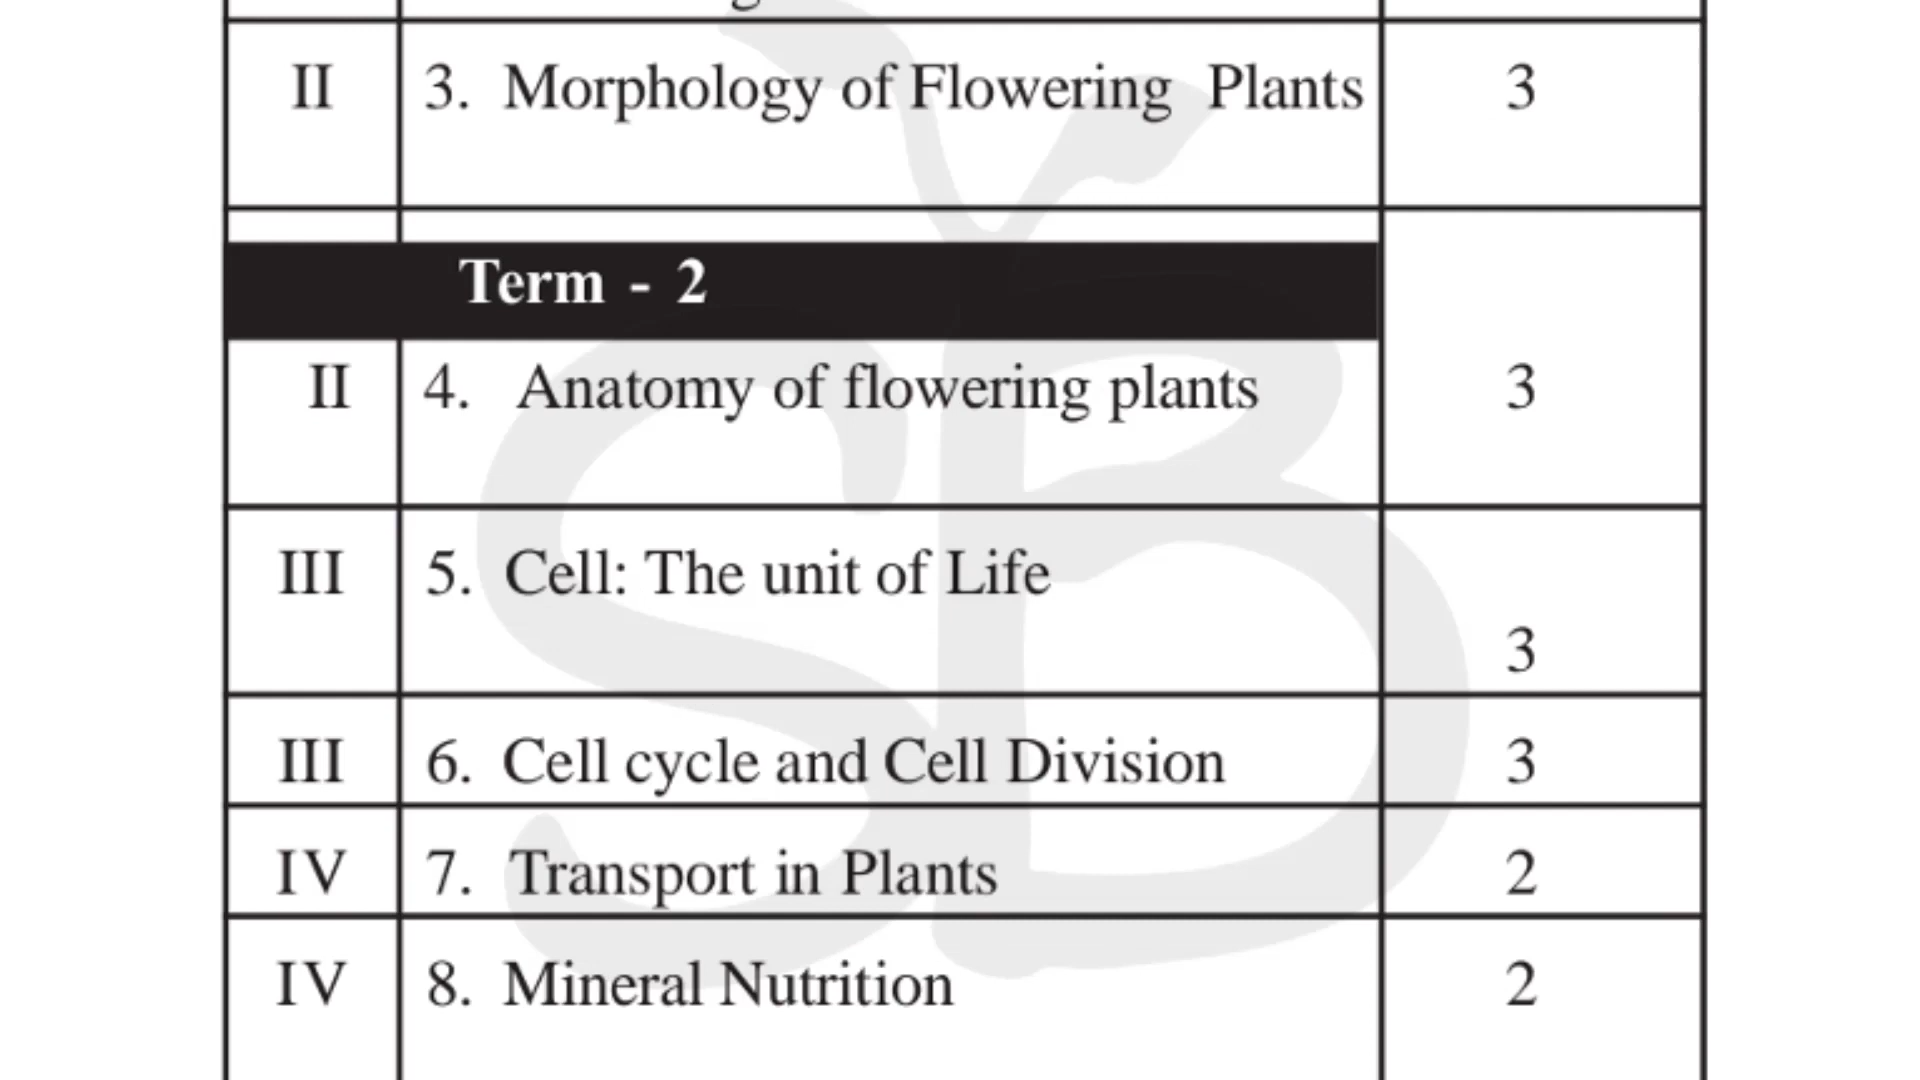 II 3. Morphology of Flowering Plants 3
Term - 2
II 4. Anatomy of flowering plants 3
III 5. Cell: The unit of Life
3
III 6. Cell cycle and Cell Division 3
IV 7. Transport in Plants 2
IV 8. Mineral Nutrition 2